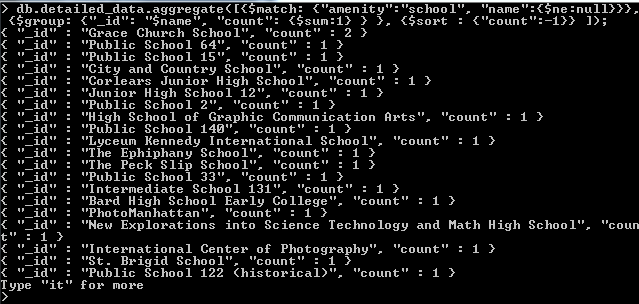 > db.detailed_data.aggregate([{$match: {"amenity":"school", "name":{$ne:null}}},
{$group: {"_id": "$name", "count": {$sum:1} } }, {$sort : {"count":-1}} ]);
{ "_id" : "Grace Church School", "count" : 2 }
{ "_id" : "Public School 64", "count" : 1 }
{ "_id" : "Public School 15", "count" : 1 }
{ "_id" : "City and Country School", "count" : 1 }
{ "_id" : "Corlears Junior High School", "count" : 1 }
{ "_id" : "Junior High School 12", "count" : 1 }
{ "_id" : "Public School 2", "count" : 1 }
{ "_id" : "High School of Graphic Communication Arts", "count" : 1 }
{ "_id" : "Public School 140", "count" : 1 }
{ "_id" : "Lyceum Kennedy International School", "count" : 1 }
{ "_id" : "The Ephiphany School", "count" : 1 }
{ "_id" : "The Peck Slip School", "count" : 1 }
{ "_id" : "Public School 33", "count" : 1 }
{ "_id" : "Intermediate School 131", "count" : 1 }
{ "_id" : "Bard High School Early College", "count" : 1 }
{ "_id" : "PhotoManhattan", "count" : 1 }
{ "_id" : "New Explorations into Science Technology and Math High School", "coun
t" : 1 }
{ "_id" : "International Center of Photography", "count" : 1 }
{ "_id" : "St. Brigid School", "count" : 1 }
{ "_id" : "Public School 122 (historical)", "count" : 1 }
Type "it" for more
>